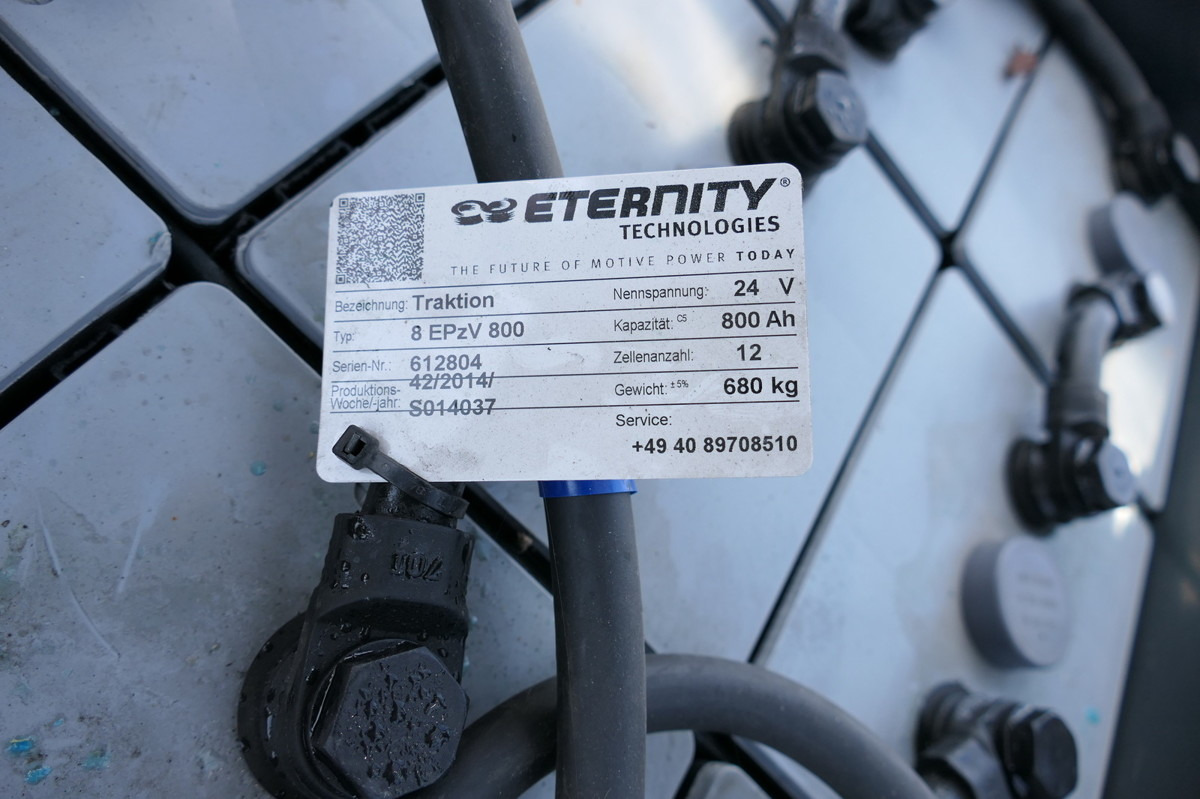 ETERNITY®
TECHNOLOGIES
THE FUTURE OF MOTIVE POWER TODAY
Bezeichnung: Traktion
Nennspannung: 24 V
Typ: 8 EPzV 800
Kapazität: C5 800 Ah
Serien-Nr.: 612804
Zellenanzahl: 12
Produktions-
Woche/-jahr: 42/2014/
S014037
Gewicht: ±5% 680 kg
Service:
+49 40 89708510